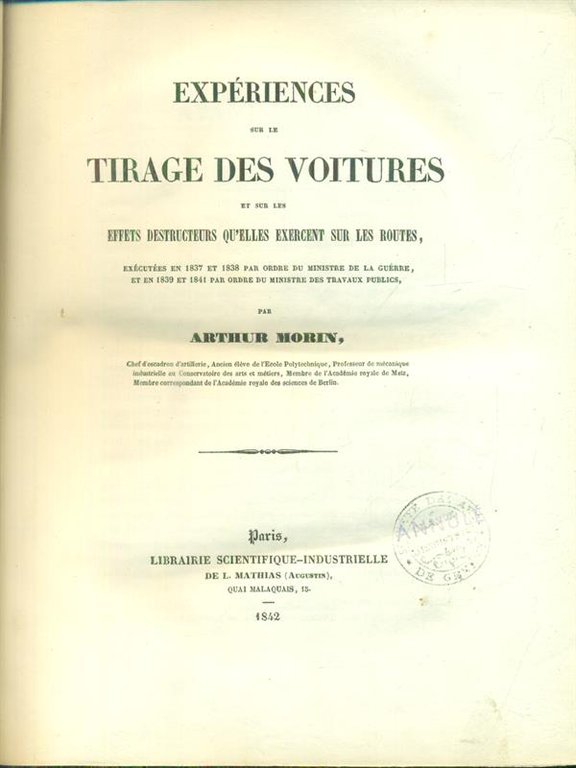 EXPÉRIENCES
SUR LE
TIRAGE DES VOITURES
ET SUR LES
EFFETS DESTRUCTEURS QU'ELLES EXERCENT SUR LES ROUTES,
EXÉCUTÉES EN 1837 ET 1838 PAR ORDRE DU MINISTRE DE LA GUERRE,
ET EN 1839 ET 1841 PAR ORDRE DU MINISTRE DES TRAVAUX PUBLICS,
PAR
ARTHUR MORIN,
Chef d'escadron d'artillerie, Ancien élève de l'Ecole Polytechnique, Professeur de mécanique
industrielle au Conservatoire des arts et métiers, Membre de l'Académie royale de Metz,
Membre correspondant de l'Académie royale des sciences de Berlin.
Paris,
LIBRAIRIE SCIENTIFIQUE-INDUSTRIELLE
DE L. MATHIAS (AUGUSTIN),
QUAI MALAQUAIS, 15.
1842
ANNULÉ